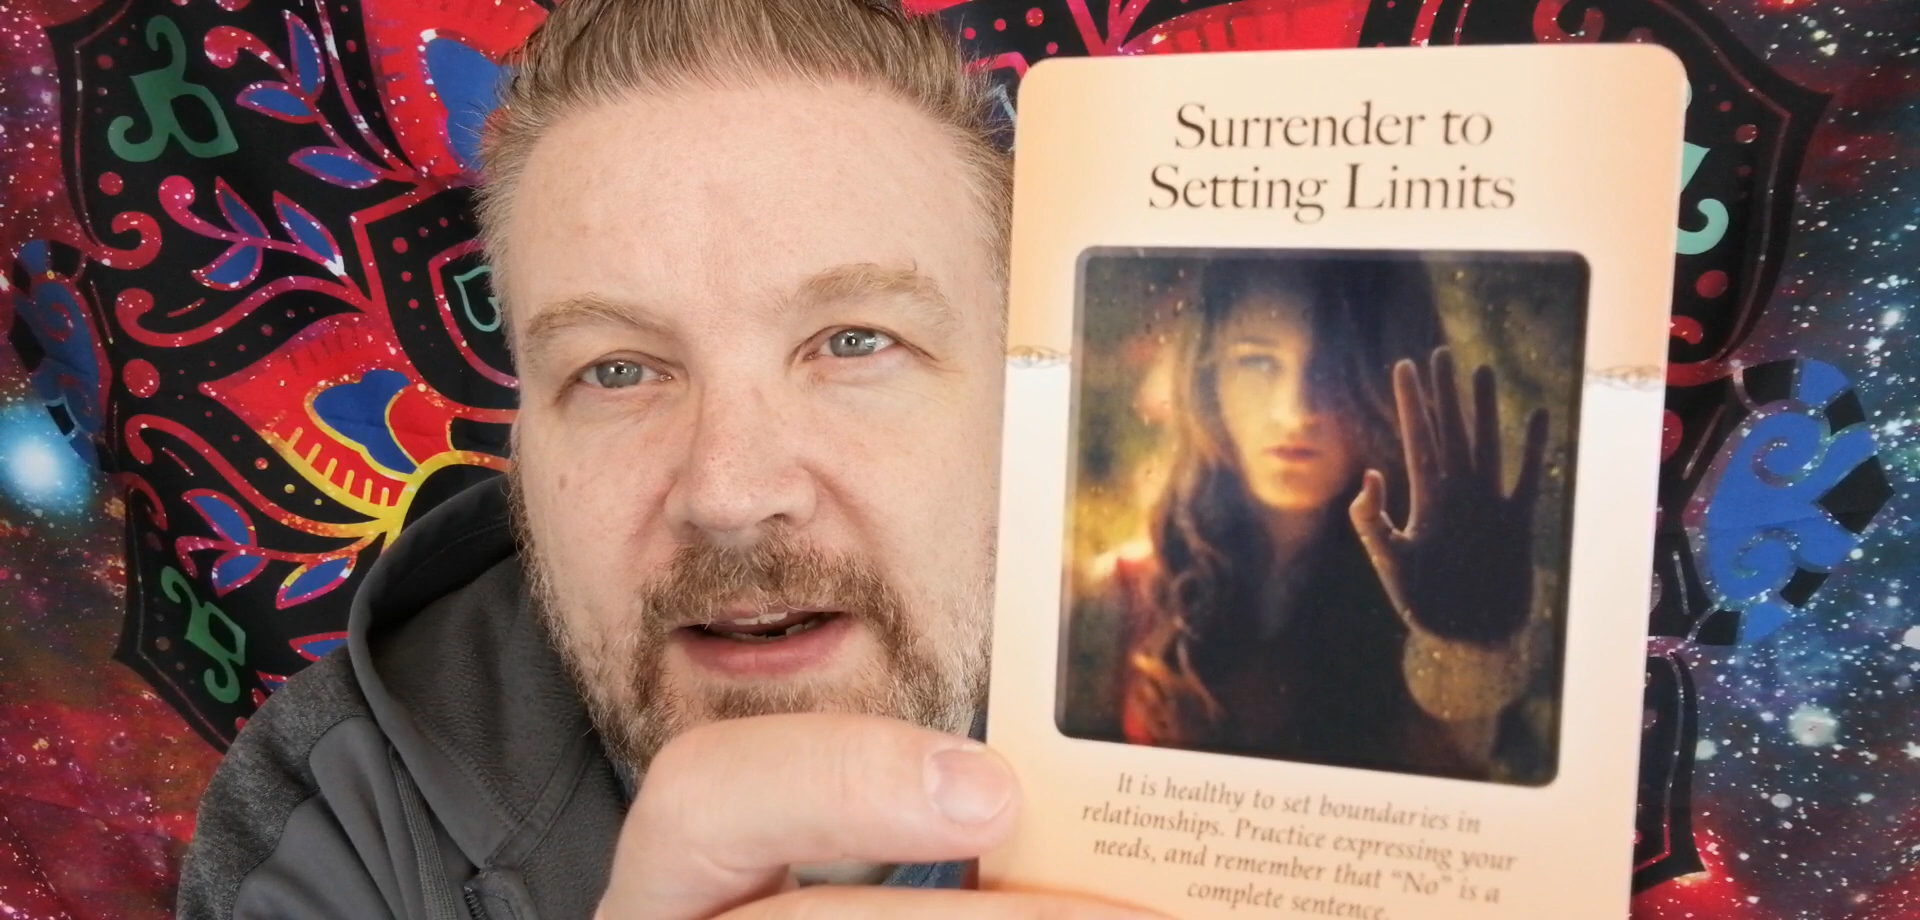 Surrender to
Setting Limits
It is healthy to set boundaries in
relationships. Practice expressing your
needs, and remember that “No” is a
complete sentence.